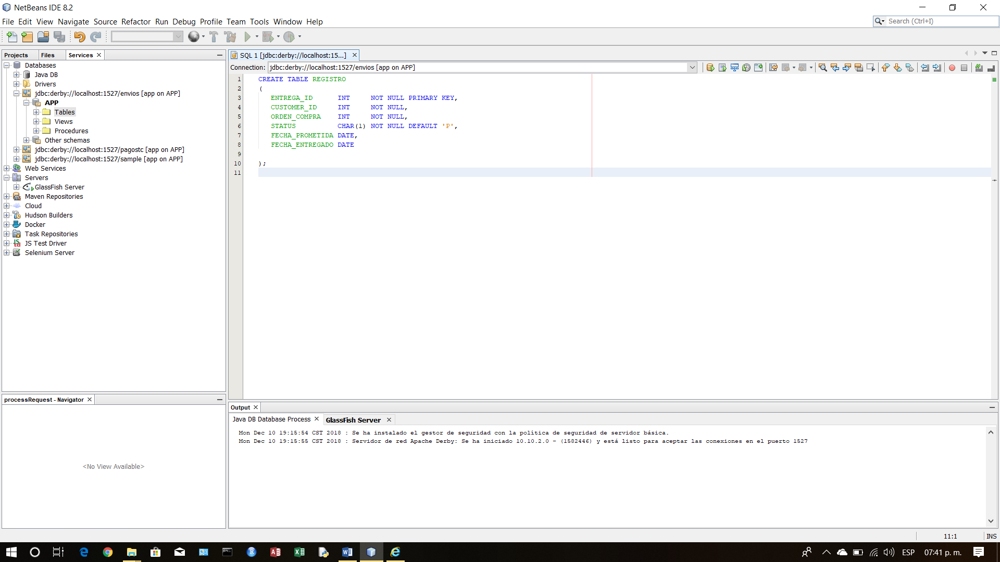 NetBeans IDE 8.2
File Edit View Navigate Source Refactor Run Debug Profile Team Tools Window Help
Search (Ctrl+I)
Projects Files Services
Databases
Java DB
Drivers
jdbc:derby://localhost:1527/envios [app on APP]
APP
Tables
Views
Procedures
Other schemas
jdbc:derby://localhost:1527/pagostc [app on APP]
jdbc:derby://localhost:1527/sample [app on APP]
Web Services
Servers
GlassFish Server
Maven Repositories
Cloud
Hudson Builders
Docker
Task Repositories
JS Test Driver
Selenium Server
processRequest - Navigator
<No View Available>
SQL 1 [jdbc:derby://localhost:15...]
Connection: jdbc:derby://localhost:1527/envios [app on APP]
1 CREATE TABLE REGISTRO
2 (
3 ENTREGA_ID INT NOT NULL PRIMARY KEY,
4 CUSTOMER_ID INT NOT NULL,
5 ORDEN_COMPRA INT NOT NULL,
6 STATUS CHAR(1) NOT NULL DEFAULT 'P',
7 FECHA_PROMETIDA DATE,
8 FECHA_ENTREGADO DATE
9
10 );
11
Output
Java DB Database Process GlassFish Server
Mon Dec 10 19:15:54 CST 2018 : Se ha instalado el gestor de seguridad con la política de seguridad de servidor básica.
Mon Dec 10 19:15:55 CST 2018 : Servidor de red Apache Derby: Se ha iniciado 10.10.2.0 - (1582446) y está listo para aceptar las conexiones en el puerto 1527
11:1 INS
ESP 07:41 p. m.